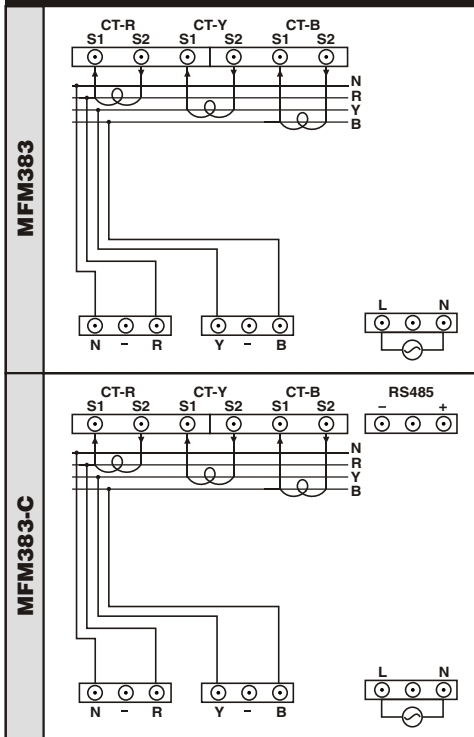 MFM383
CT-R CT-Y CT-B
S1 S2 S1 S2 S1 S2
N
R
Y
B
L N
N – R Y – B
MFM383-C
CT-R CT-Y CT-B RS485
S1 S2 S1 S2 S1 S2 – +
N
R
Y
B
L N
N – R Y – B